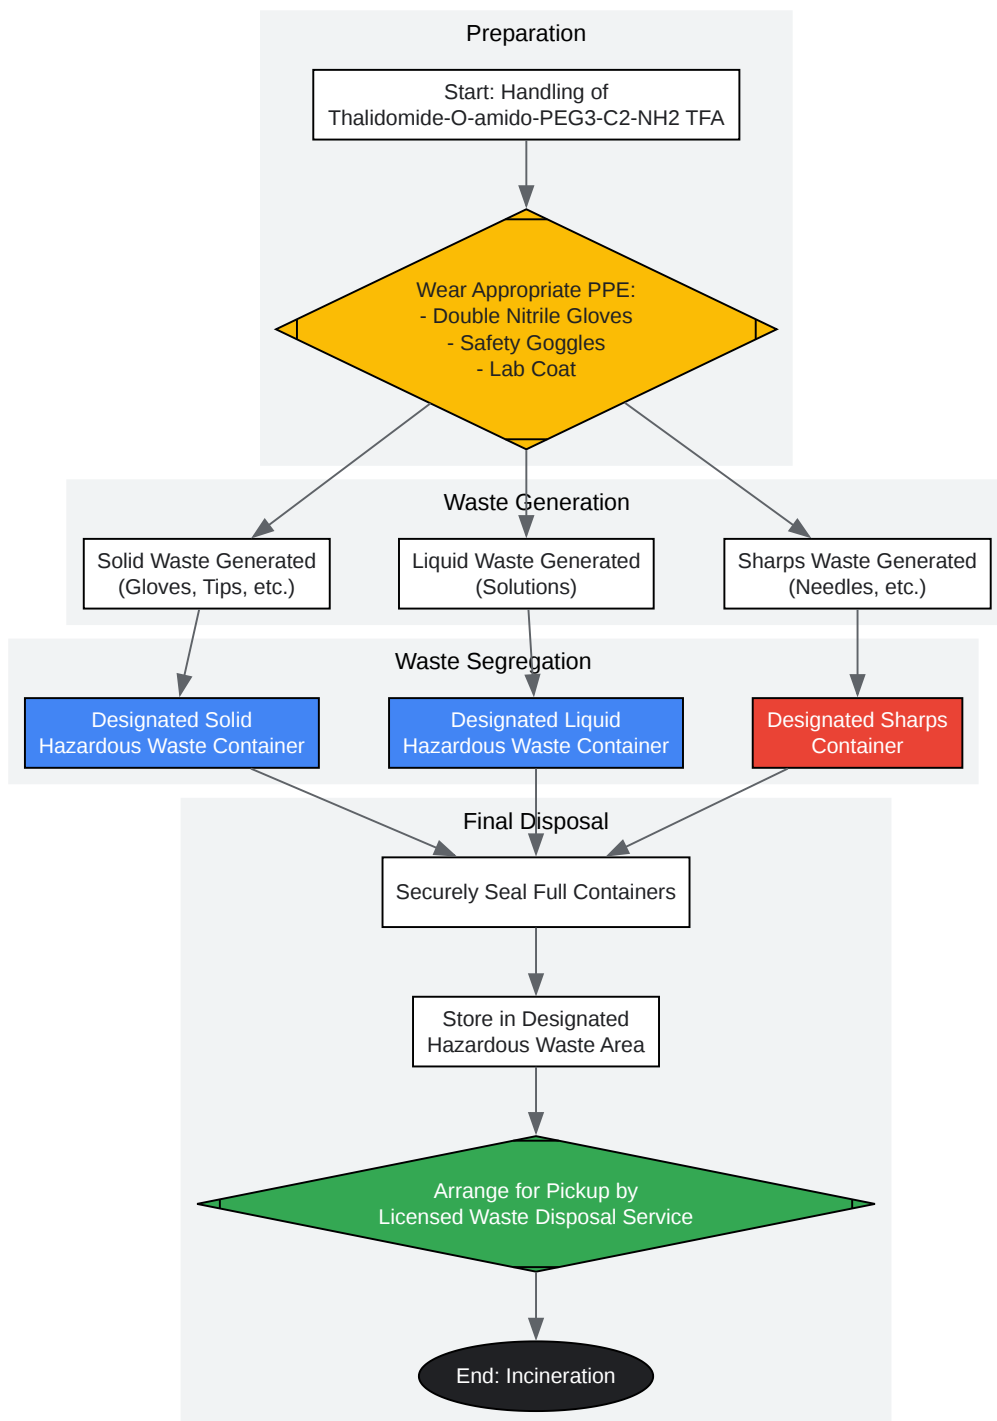 Preparation
Start: Handling of
Thalidomide-O-amido-PEG3-C2-NH2 TFA
Wear Appropriate PPE:
- Double Nitrile Gloves
- Safety Goggles
- Lab Coat
Waste Generation
Solid Waste Generated
(Gloves, Tips, etc.)
Liquid Waste Generated
(Solutions)
Sharps Waste Generated
(Needles, etc.)
Waste Segregation
Designated Solid
Hazardous Waste Container
Designated Liquid
Hazardous Waste Container
Designated Sharps
Container
Final Disposal
Securely Seal Full Containers
Store in Designated
Hazardous Waste Area
Arrange for Pickup by
Licensed Waste Disposal Service
End: Incineration